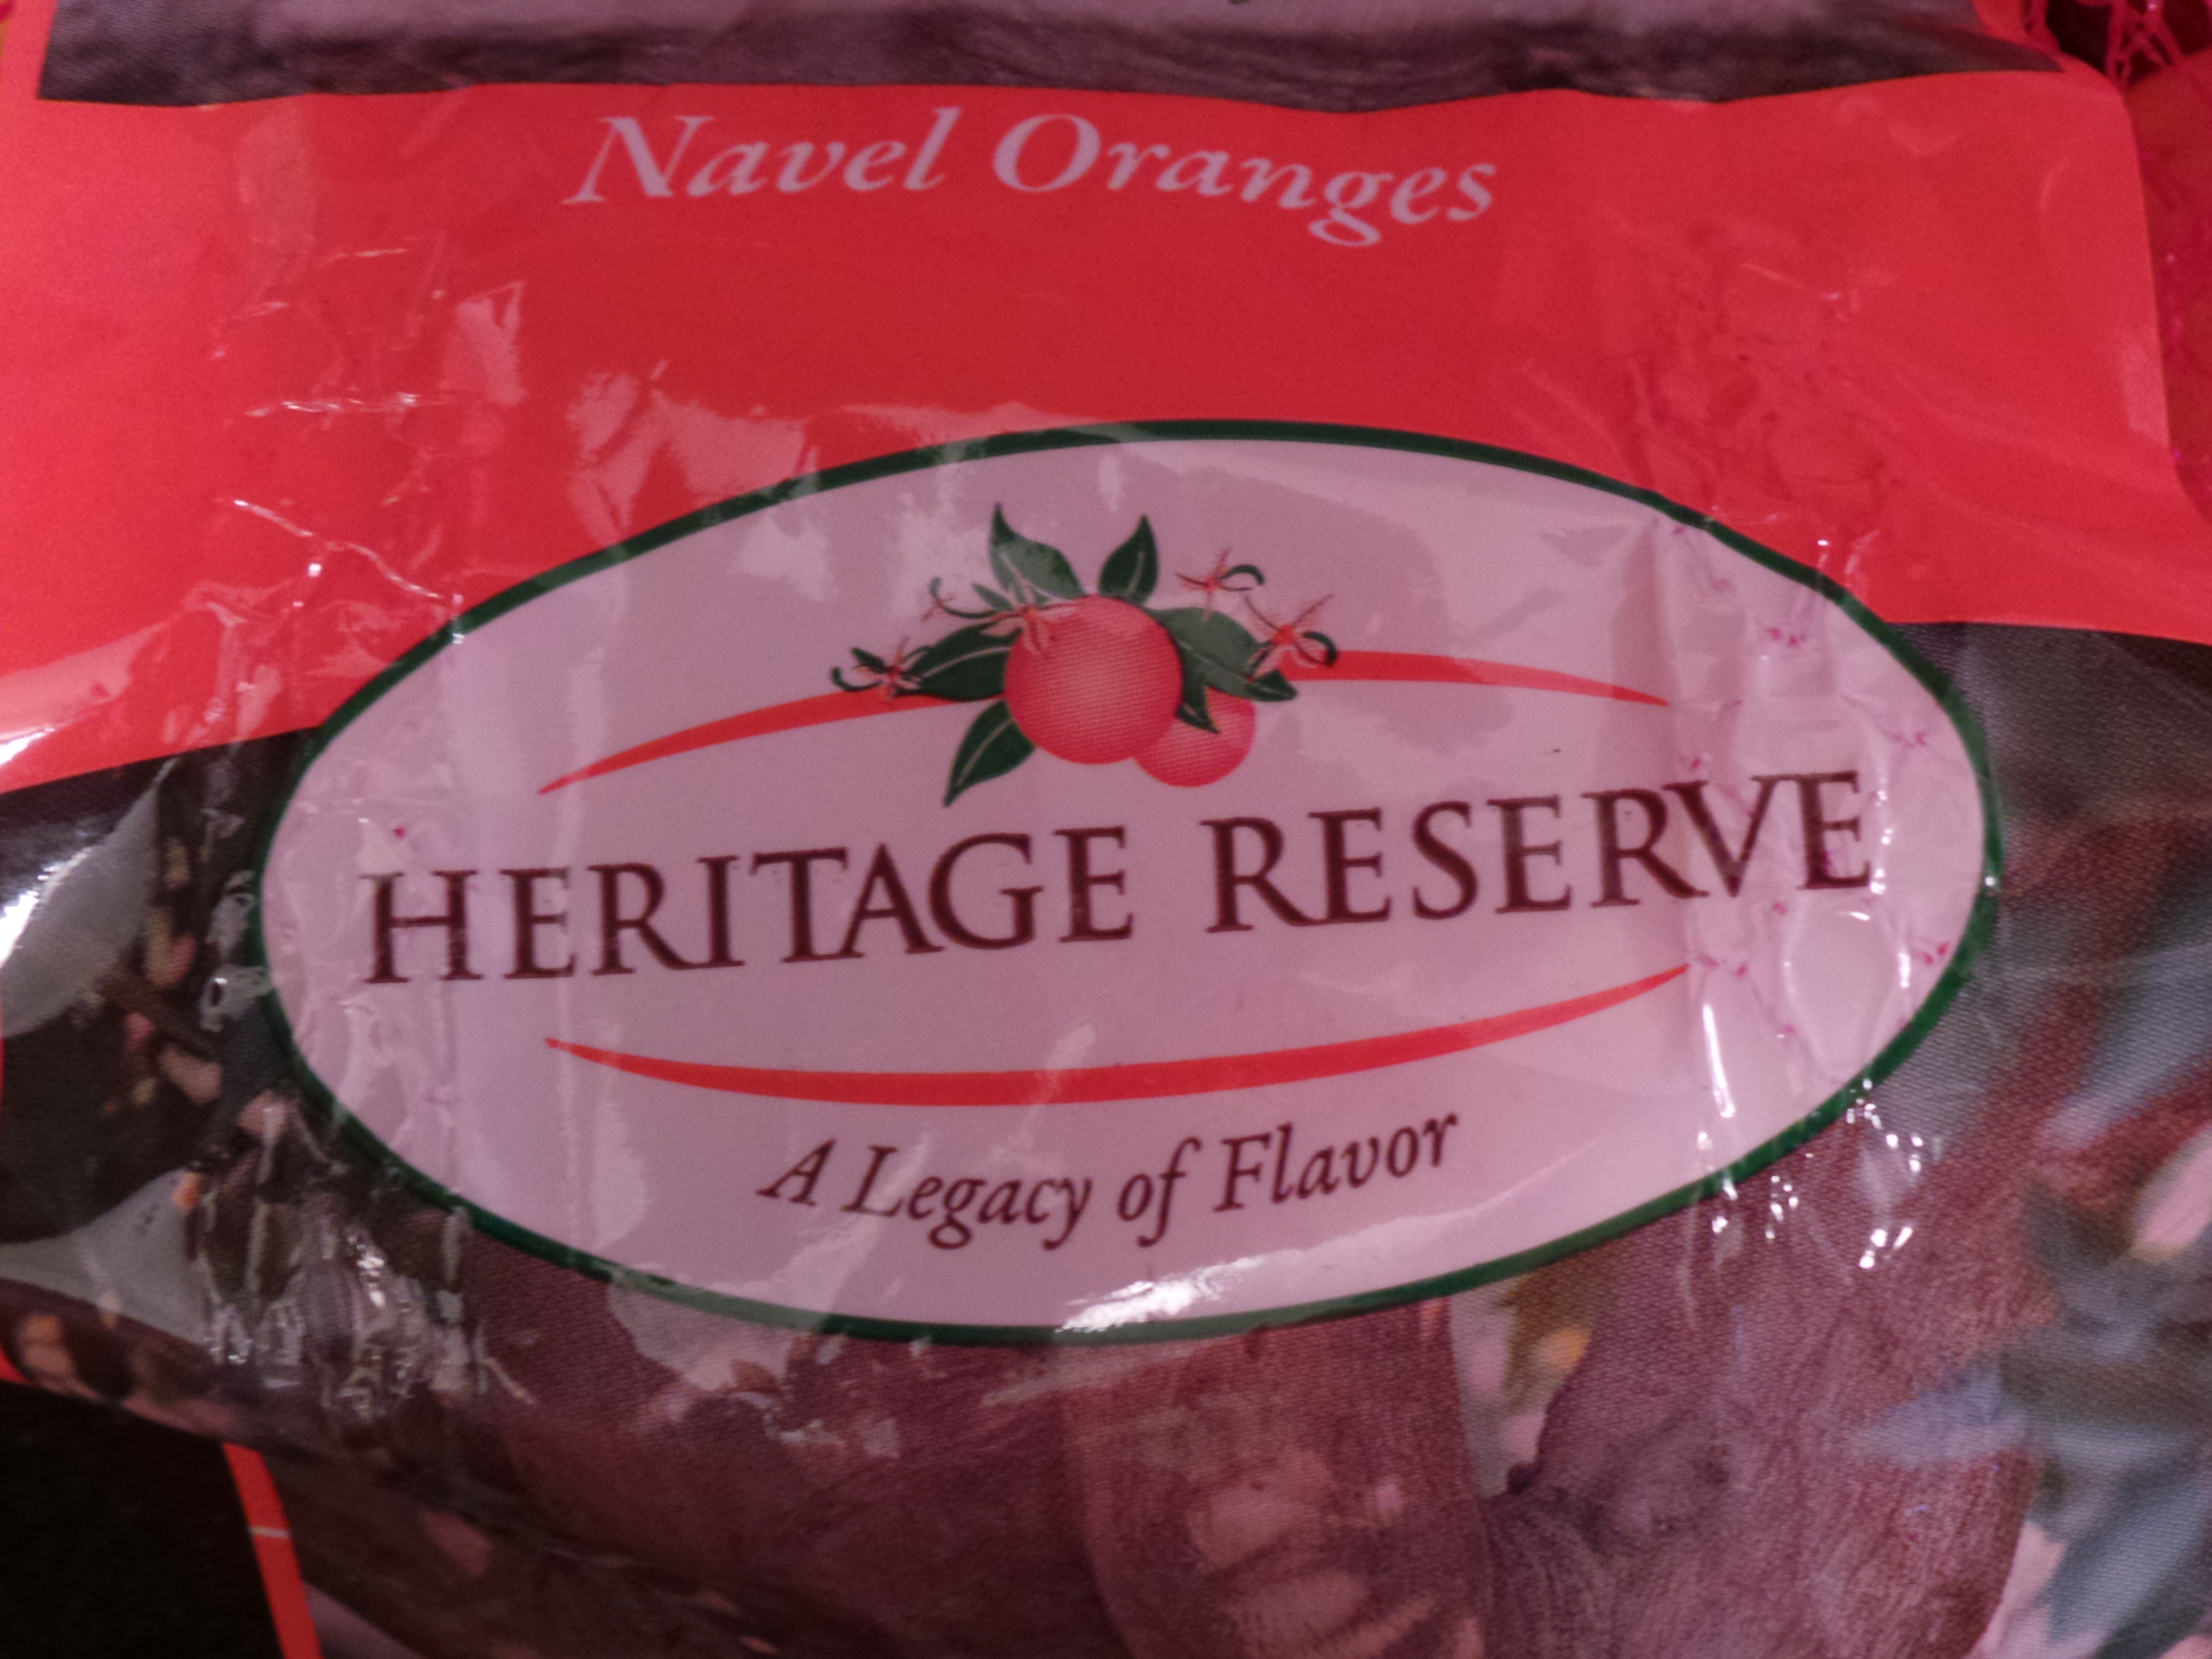 Navel Oranges
HERITAGE RESERVE
A Legacy of Flavor